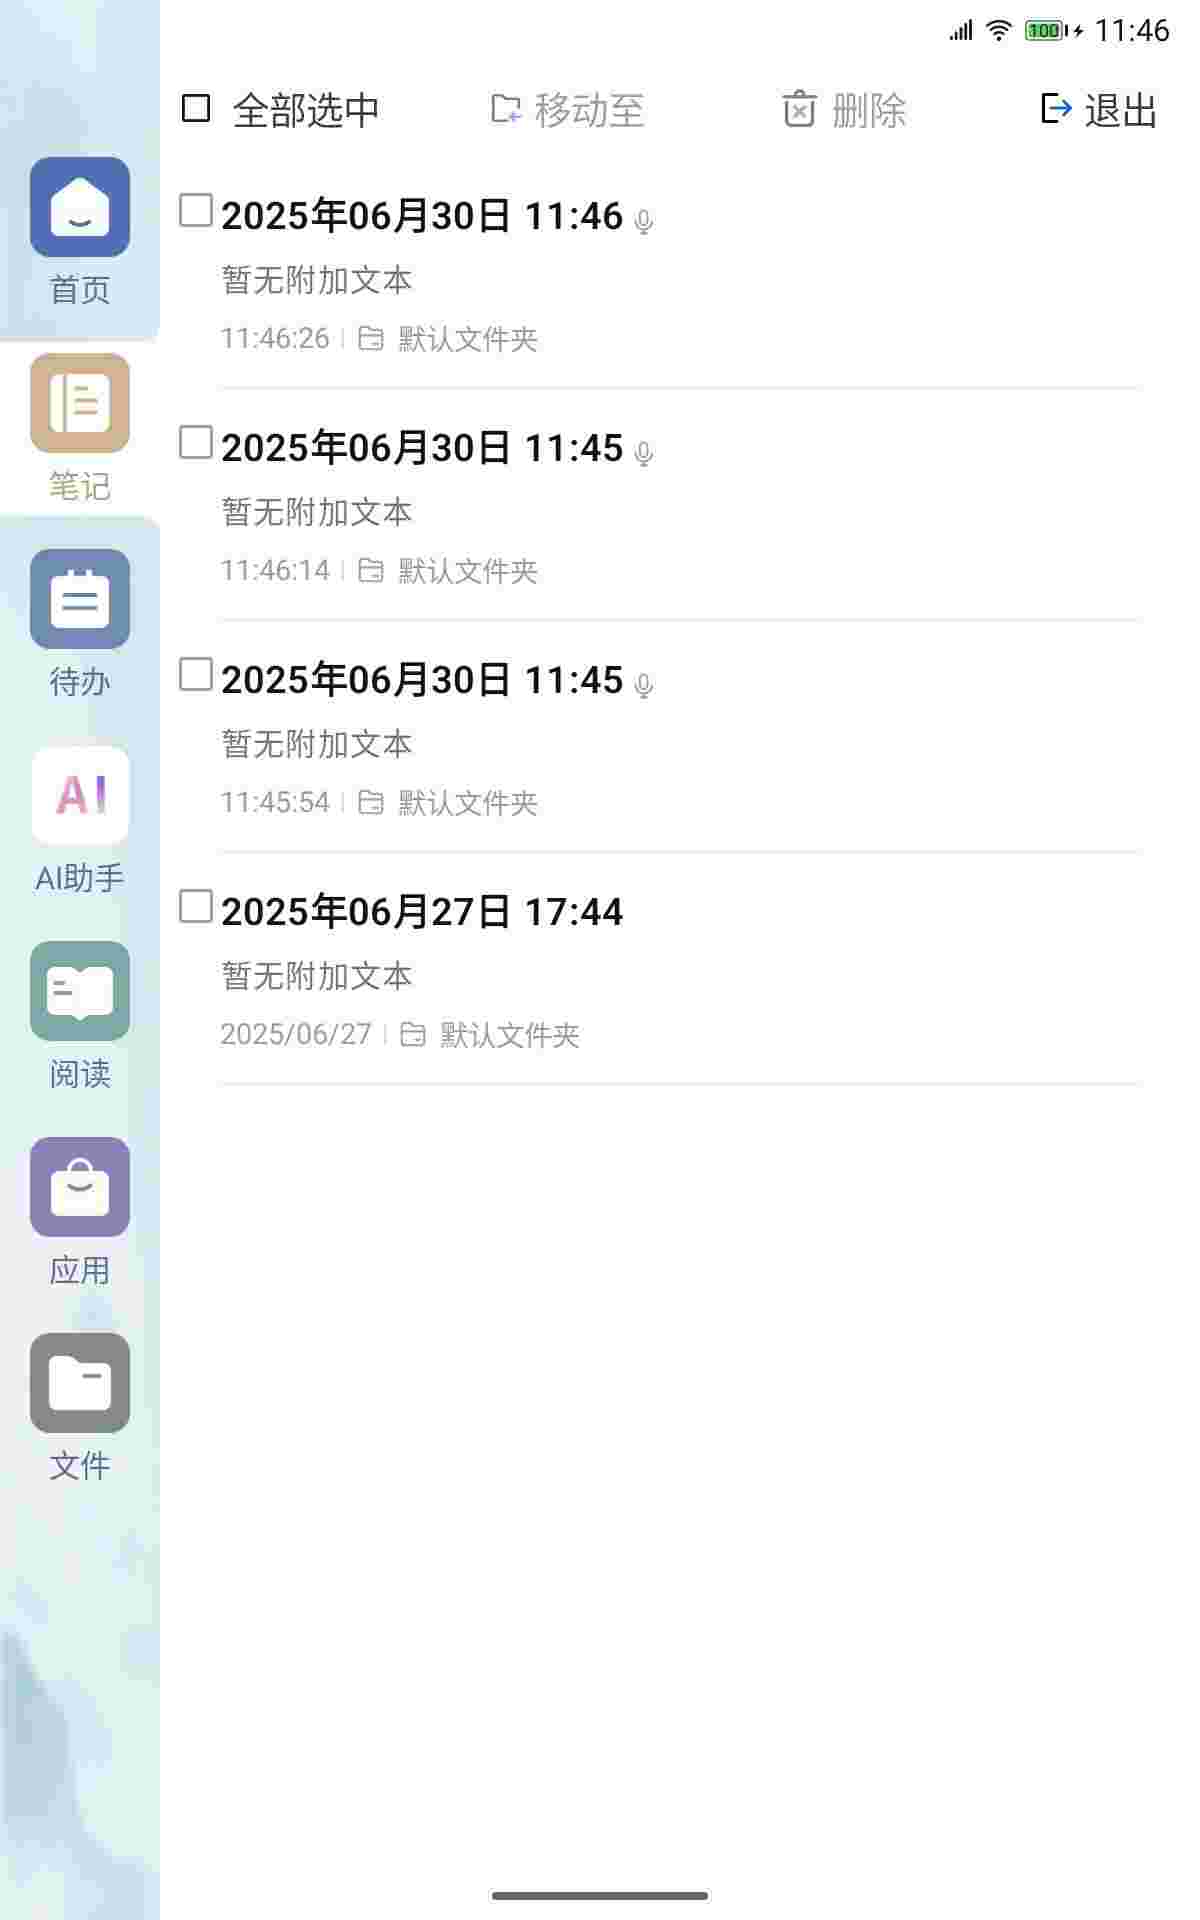 100 11:46
全部选中 移动至 删除 退出
首页
笔记
待办
AI
AI助手
阅读
应用
文件
2025年06月30日 11:46
暂无附加文本
11:46:26 默认文件夹
2025年06月30日 11:45
暂无附加文本
11:46:14 默认文件夹
2025年06月30日 11:45
暂无附加文本
11:45:54 默认文件夹
2025年06月27日 17:44
暂无附加文本
2025/06/27 默认文件夹